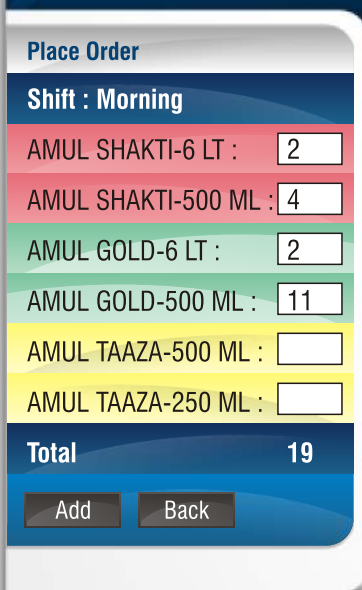 Place Order
Shift : Morning
AMUL SHAKTI-6 LT : 2
AMUL SHAKTI-500 ML : 4
AMUL GOLD-6 LT : 2
AMUL GOLD-500 ML : 11
AMUL TAAZA-500 ML :
AMUL TAAZA-250 ML :
Total 19
Add Back